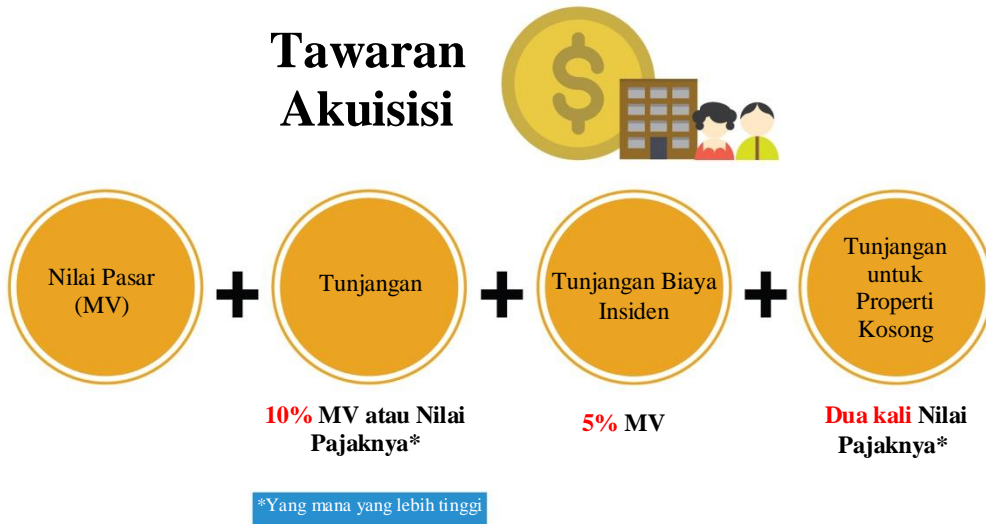 Tawaran
Akuisisi
$
Nilai Pasar
(MV)
+
Tunjangan
+
Tunjangan Biaya
Insiden
+
Tunjangan
untuk
Properti
Kosong
10% MV atau Nilai
Pajaknya*
5% MV
Dua kali Nilai
Pajaknya*
*Yang mana yang lebih tinggi